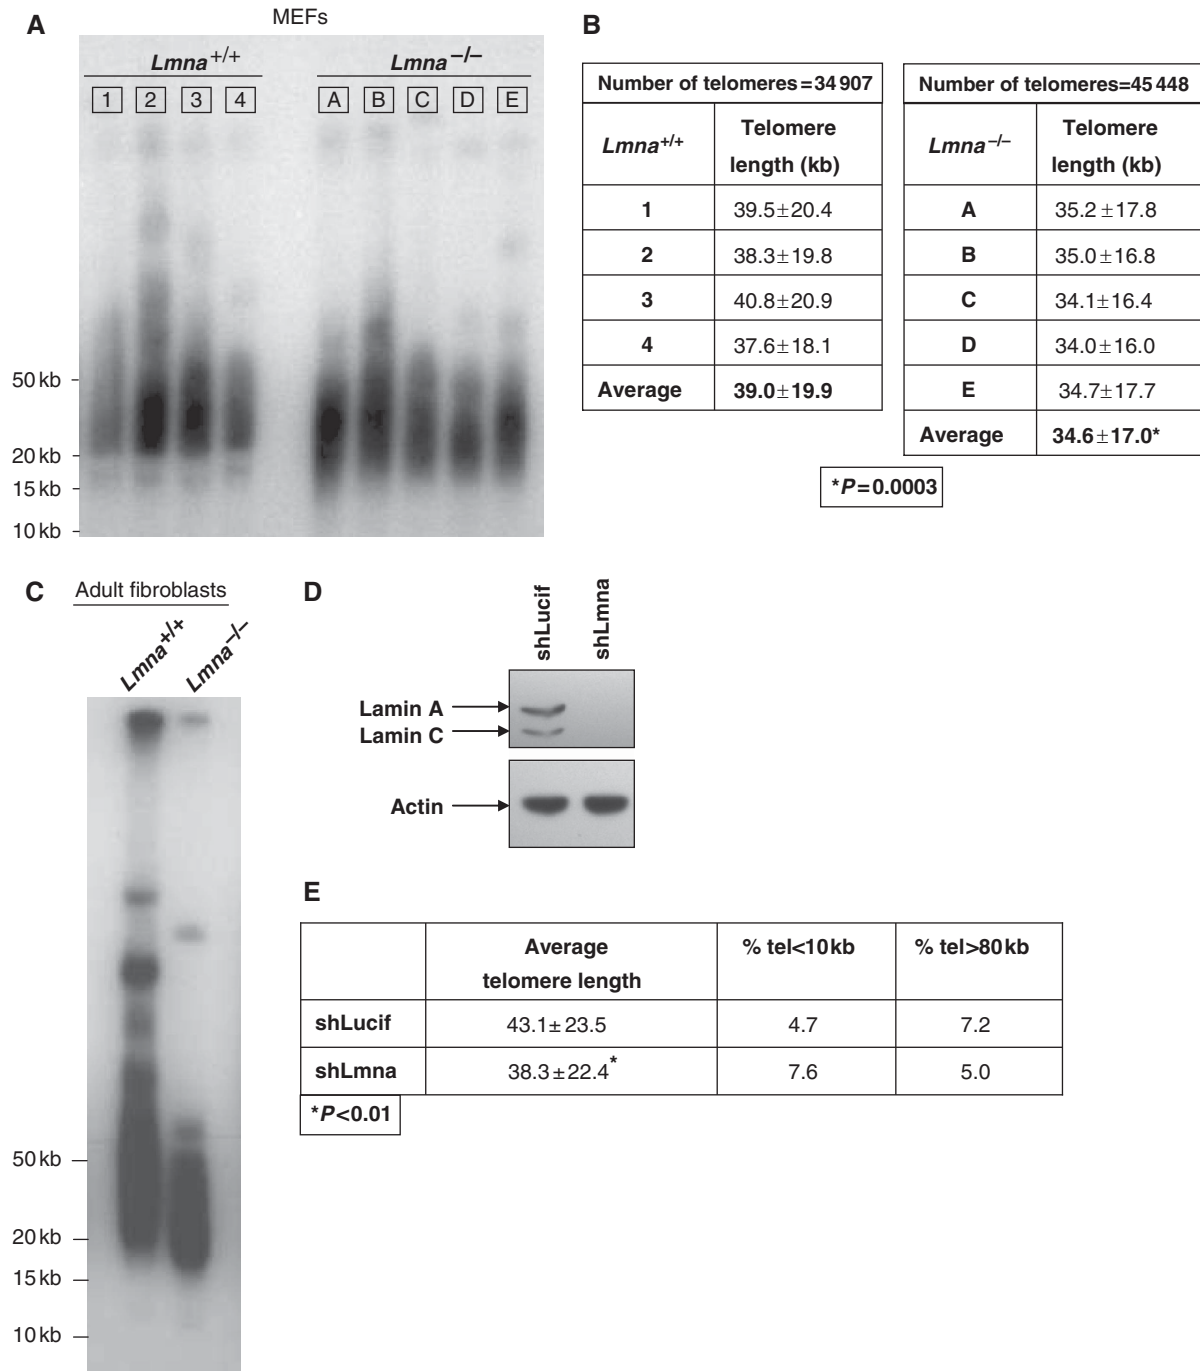 A
MEFs
Lmna+/+
Lmna−/−
1 2 3 4 A B C D E
50 kb
20 kb
15 kb
10 kb
B
Number of telomeres = 34 907
Lmna+/+ Telomere length (kb)
1 39.5±20.4
2 38.3±19.8
3 40.8±20.9
4 37.6±18.1
Average 39.0±19.9
Number of telomeres=45 448
Lmna−/− Telomere length (kb)
A 35.2±17.8
B 35.0±16.8
C 34.1±16.4
D 34.0±16.0
E 34.7±17.7
Average 34.6±17.0*
*P=0.0003
C
Adult fibroblasts
Lmna+/+
Lmna−/−
50 kb
20 kb
15 kb
10 kb
D
shLucif
shLmna
Lamin A
Lamin C
Actin
E
Average telomere length % tel<10 kb % tel>80 kb
shLucif 43.1±23.5 4.7 7.2
shLmna 38.3±22.4* 7.6 5.0
*P<0.01